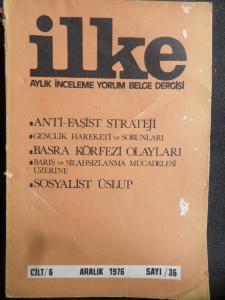 ilke
AYLIK İNCELEME YORUM BELGE DERGİSİ
• ANTİ-FAŞİST STRATEJİ
• GENÇLİK HAREKETİ ve SORUNLARI
• BASRA KÖRFEZİ OLAYLARI
• BARIŞ ve SİLAHSIZLANMA MÜCADELESİ
ÜZERİNE
• SOSYALİST ÜSLUP
CİLT/6 ARALIK 1976 SAYI/36